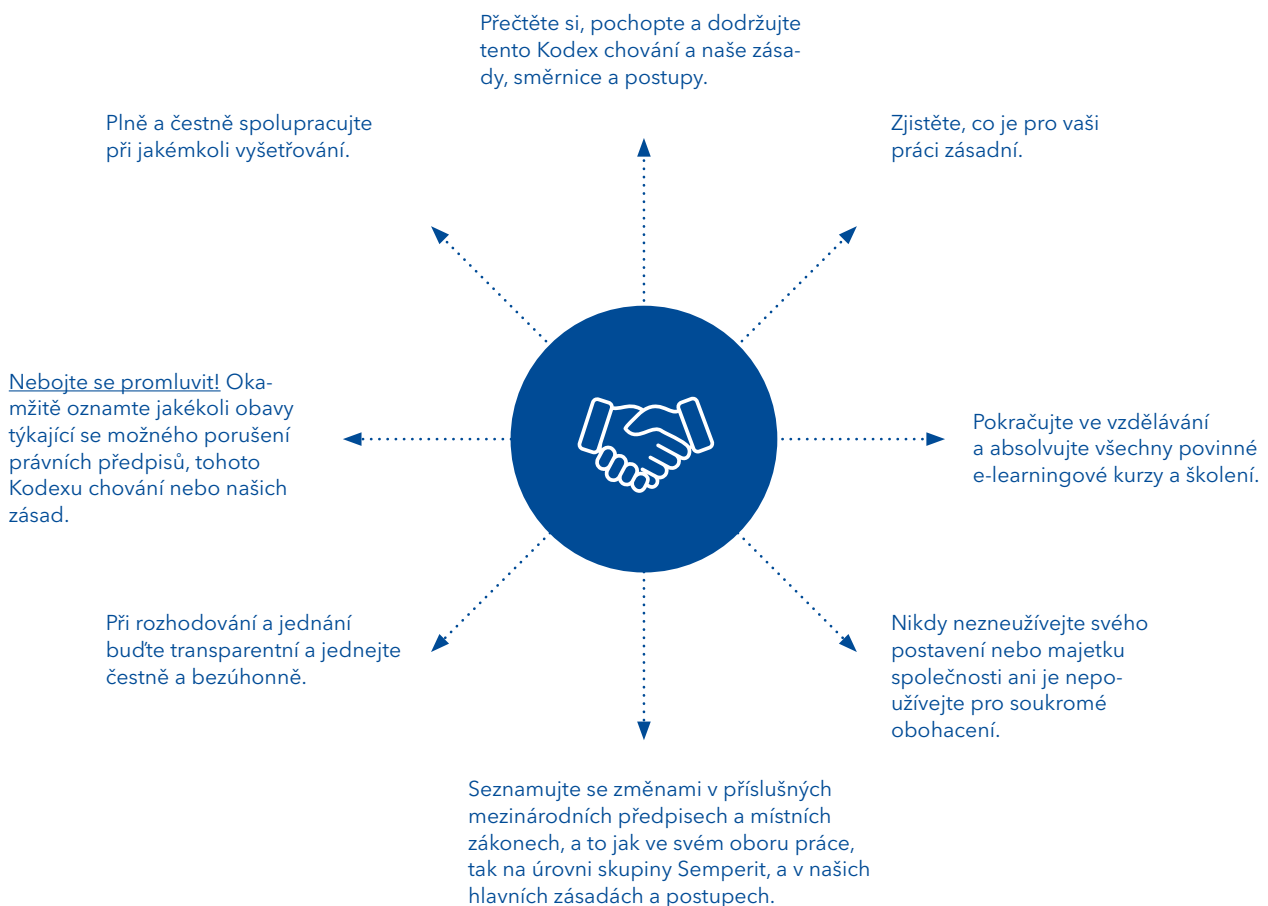 Přečtěte si, pochopte a dodržujte
tento Kodex chování a naše zása-
dy, směrnice a postupy.
Zjistěte, co je pro vaši
práci zásadní.
Pokračujte ve vzdělávání
a absolvujte všechny povinné
e-learningové kurzy a školení.
Nikdy nezneužívejte svého
postavení nebo majetku
společnosti ani je nepo-
užívejte pro soukromé
obohacení.
Seznamujte se změnami v příslušných
mezinárodních předpisech a místních
zákonech, a to jak ve svém oboru práce,
tak na úrovni skupiny Semperit, a v našich
hlavních zásadách a postupech.
Při rozhodování a jednání
buďte transparentní a jednejte
čestně a bezúhonně.
Nebojte se promluvit! Oka-
mžitě oznamte jakékoli obavy
týkající se možného porušení
právních předpisů, tohoto
Kodexu chování nebo našich
zásad.
Plně a čestně spolupracujte
při jakémkoli vyšetřování.